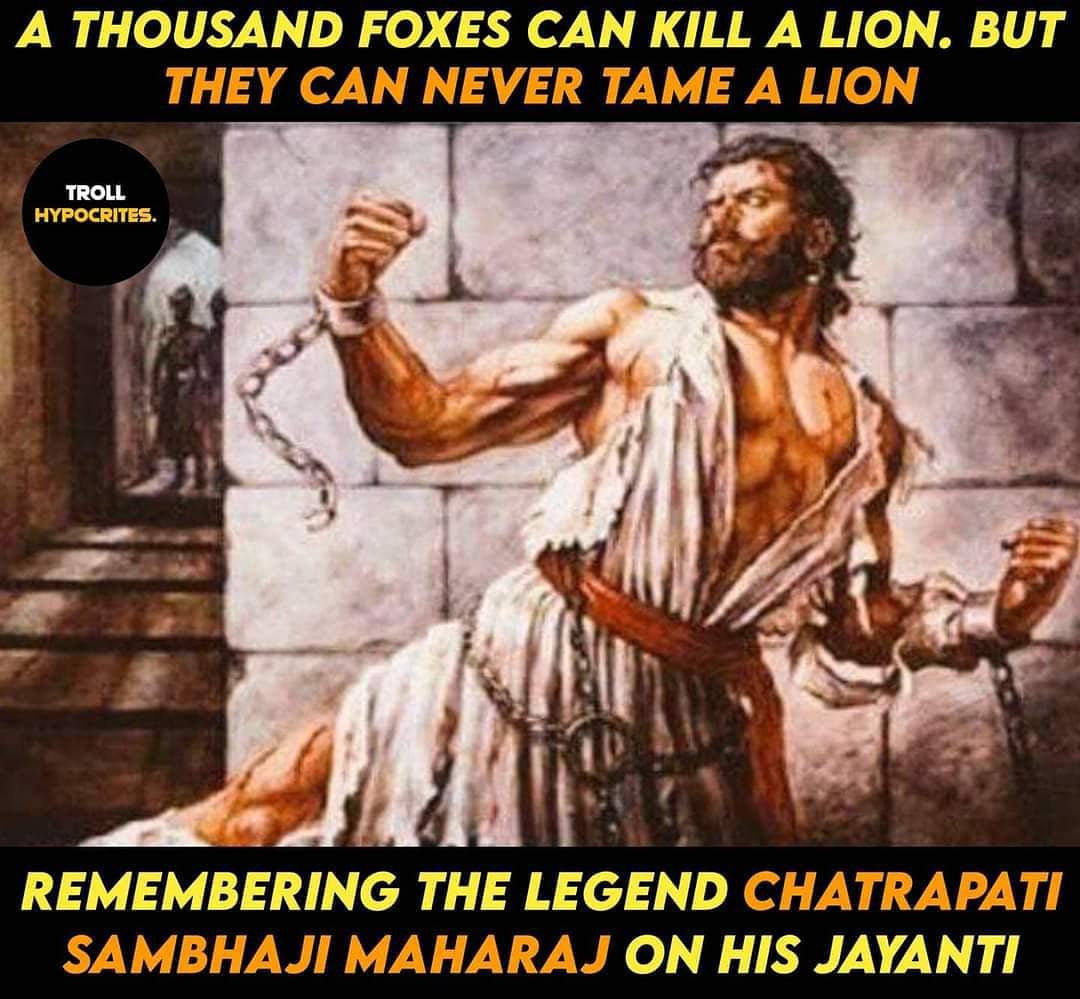 A THOUSAND FOXES CAN KILL A LION. BUT
THEY CAN NEVER TAME A LION
TROLL
HYPOCRITES.
REMEMBERING THE LEGEND CHATRAPATI
SAMBHAJI MAHARAJ ON HIS JAYANTI